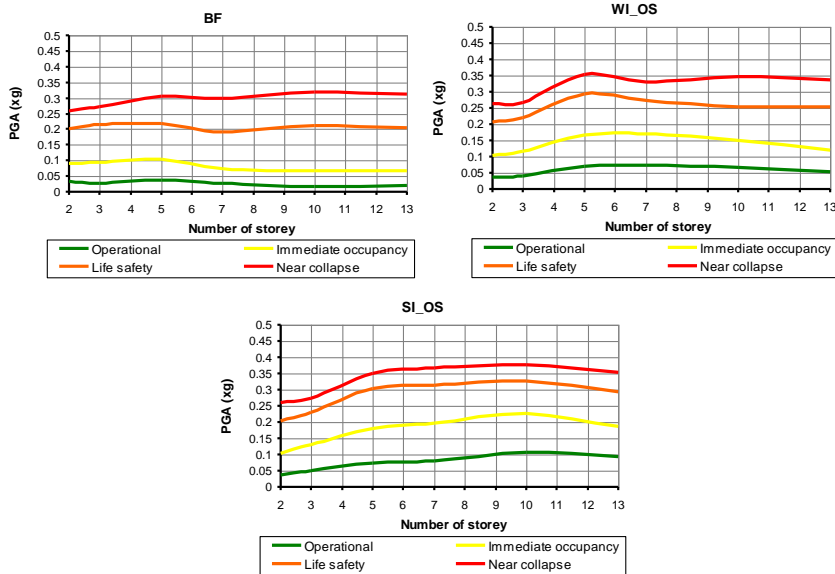 BF
PGA (xg)
0.5
0.45
0.4
0.35
0.3
0.25
0.2
0.15
0.1
0.05
0
2 3 4 5 6 7 8 9 10 11 12 13
Number of storey
Operational Immediate occupancy
Life safety Near collapse
WI_OS
PGA (xg)
0.5
0.45
0.4
0.35
0.3
0.25
0.2
0.15
0.1
0.05
0
2 3 4 5 6 7 8 9 10 11 12 13
Number of storey
Operational Immediate occupancy
Life safety Near collapse
SI_OS
PGA (xg)
0.5
0.45
0.4
0.35
0.3
0.25
0.2
0.15
0.1
0.05
0
2 3 4 5 6 7 8 9 10 11 12 13
Number of storey
Operational Immediate occupancy
Life safety Near collapse